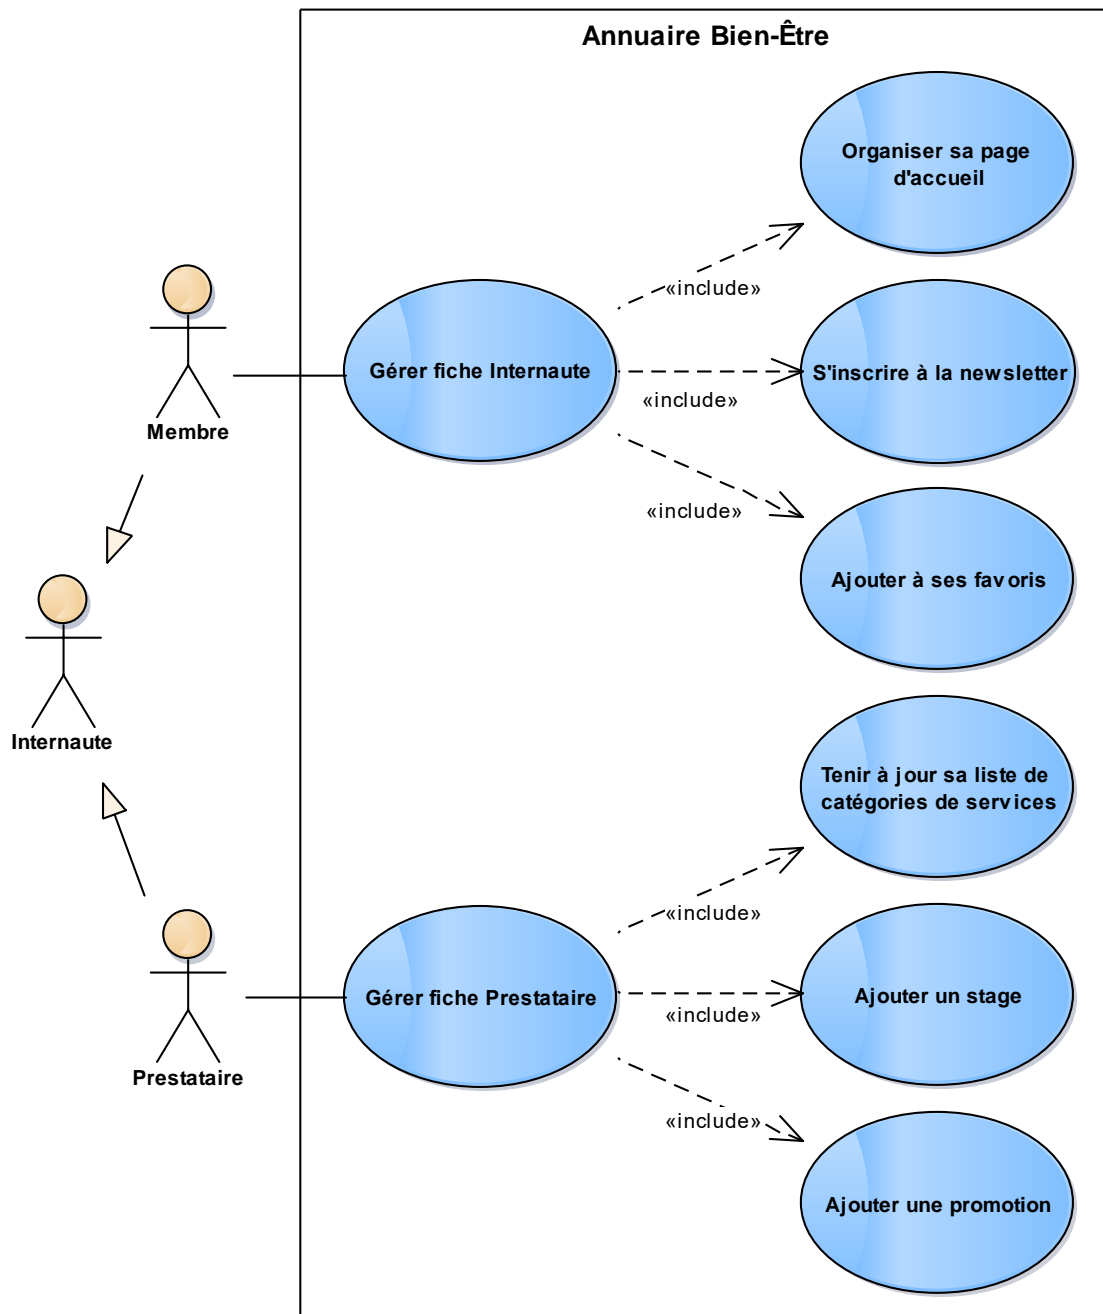 Annuaire Bien-Être
Organiser sa page
d'accueil
«include»
Gérer fiche Internaute
S'inscrire à la newsletter
«include»
Membre
«include»
Ajouter à ses favoris
Internaute
Tenir à jour sa liste de
catégories de services
«include»
Gérer fiche Prestataire
Ajouter un stage
«include»
Prestataire
«include»
Ajouter une promotion